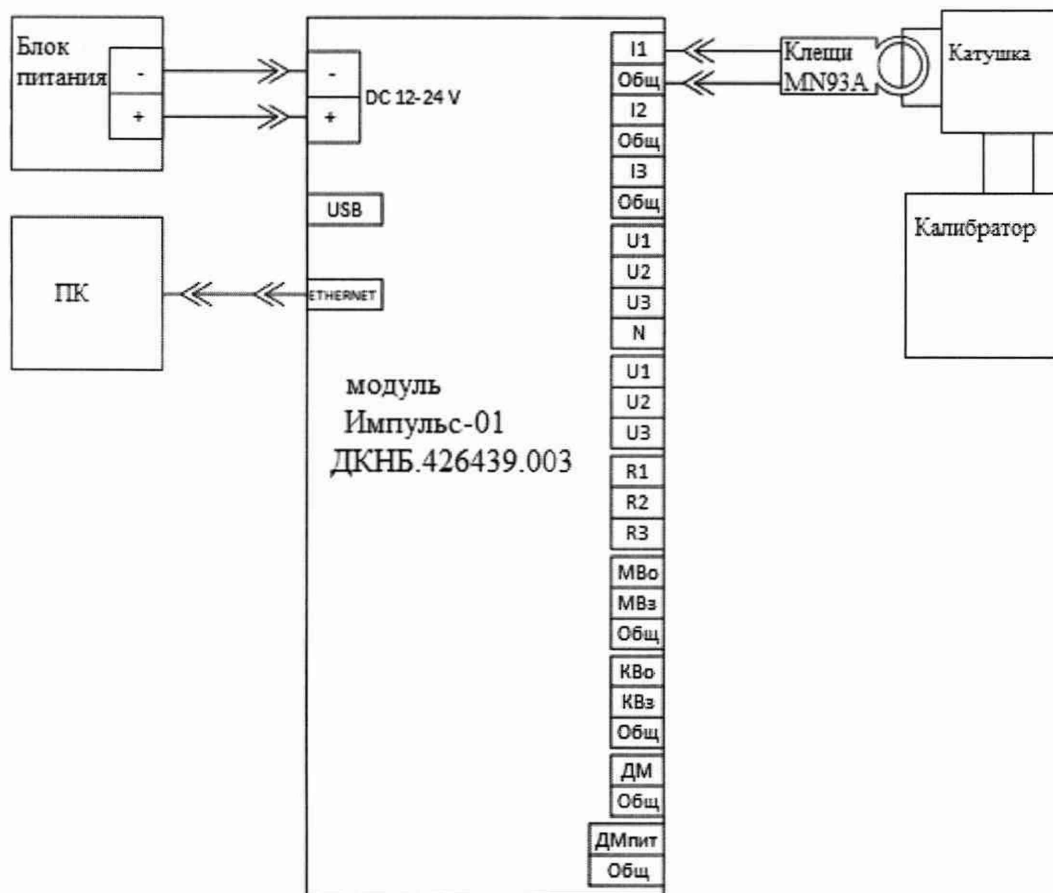 Блок
питания
-
+
-
+
DC 12-24 V
USB
ПК
ETHERNET
модуль
Импульс-01
ДКНБ.426439.003
I1
Общ
I2
Общ
I3
Общ
U1
U2
U3
N
U1
U2
U3
R1
R2
R3
МВо
МВз
Общ
КВо
КВз
Общ
ДМ
Общ
ДМпит
Общ
Клещи
MN93A
Катушка
Калибратор